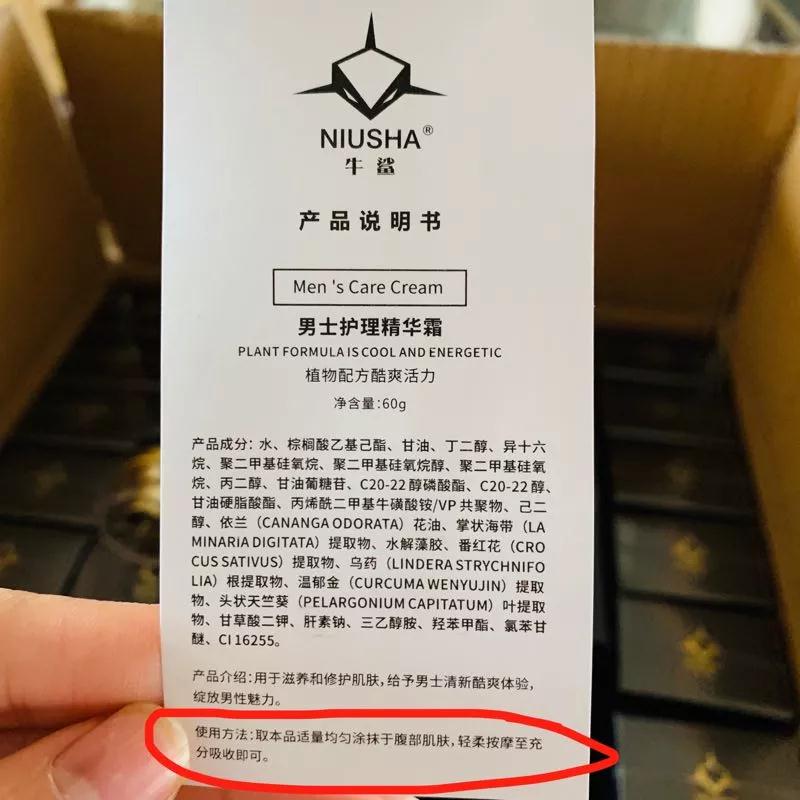 NIUSHA®
牛鲨
产品说明书
Men 's Care Cream
男士护理精华霜
PLANT FORMULA IS COOL AND ENERGETIC
植物配方酷爽活力
净含量:60g
产品成分:水、棕榈酸乙基己酯、甘油、丁二醇、异十六
烷、聚二甲基硅氧烷、聚二甲基硅氧烷醇、聚二甲基硅氧
烷、丙二醇、甘油葡糖苷、C20-22醇磷酸酯、C20-22醇、
甘油硬脂酸酯、丙烯酰二甲基牛磺酸铵/VP共聚物、己二
醇、依兰(CANANGA ODORATA)花油、掌状海带(LA
MINARIA DIGITATA)提取物、水解藻胶、番红花(CRO
CUS SATIVUS)提取物、乌药(LINDERA STRYCHNIFO
LIA)根提取物、温郁金(CURCUMA WENYUJIN)提取
物、头状天竺葵(PELARGONIUM CAPITATUM)叶提取
物、甘草酸二钾、肝素钠、三乙醇胺、羟苯甲酯、氯苯甘
醚、CI 16255。
产品介绍:用于滋养和修护肌肤,给予男士清新酷爽体验,
绽放男性魅力。
使用方法:取本品适量均匀涂抹于腹部肌肤,轻柔按摩至充
分吸收即可。